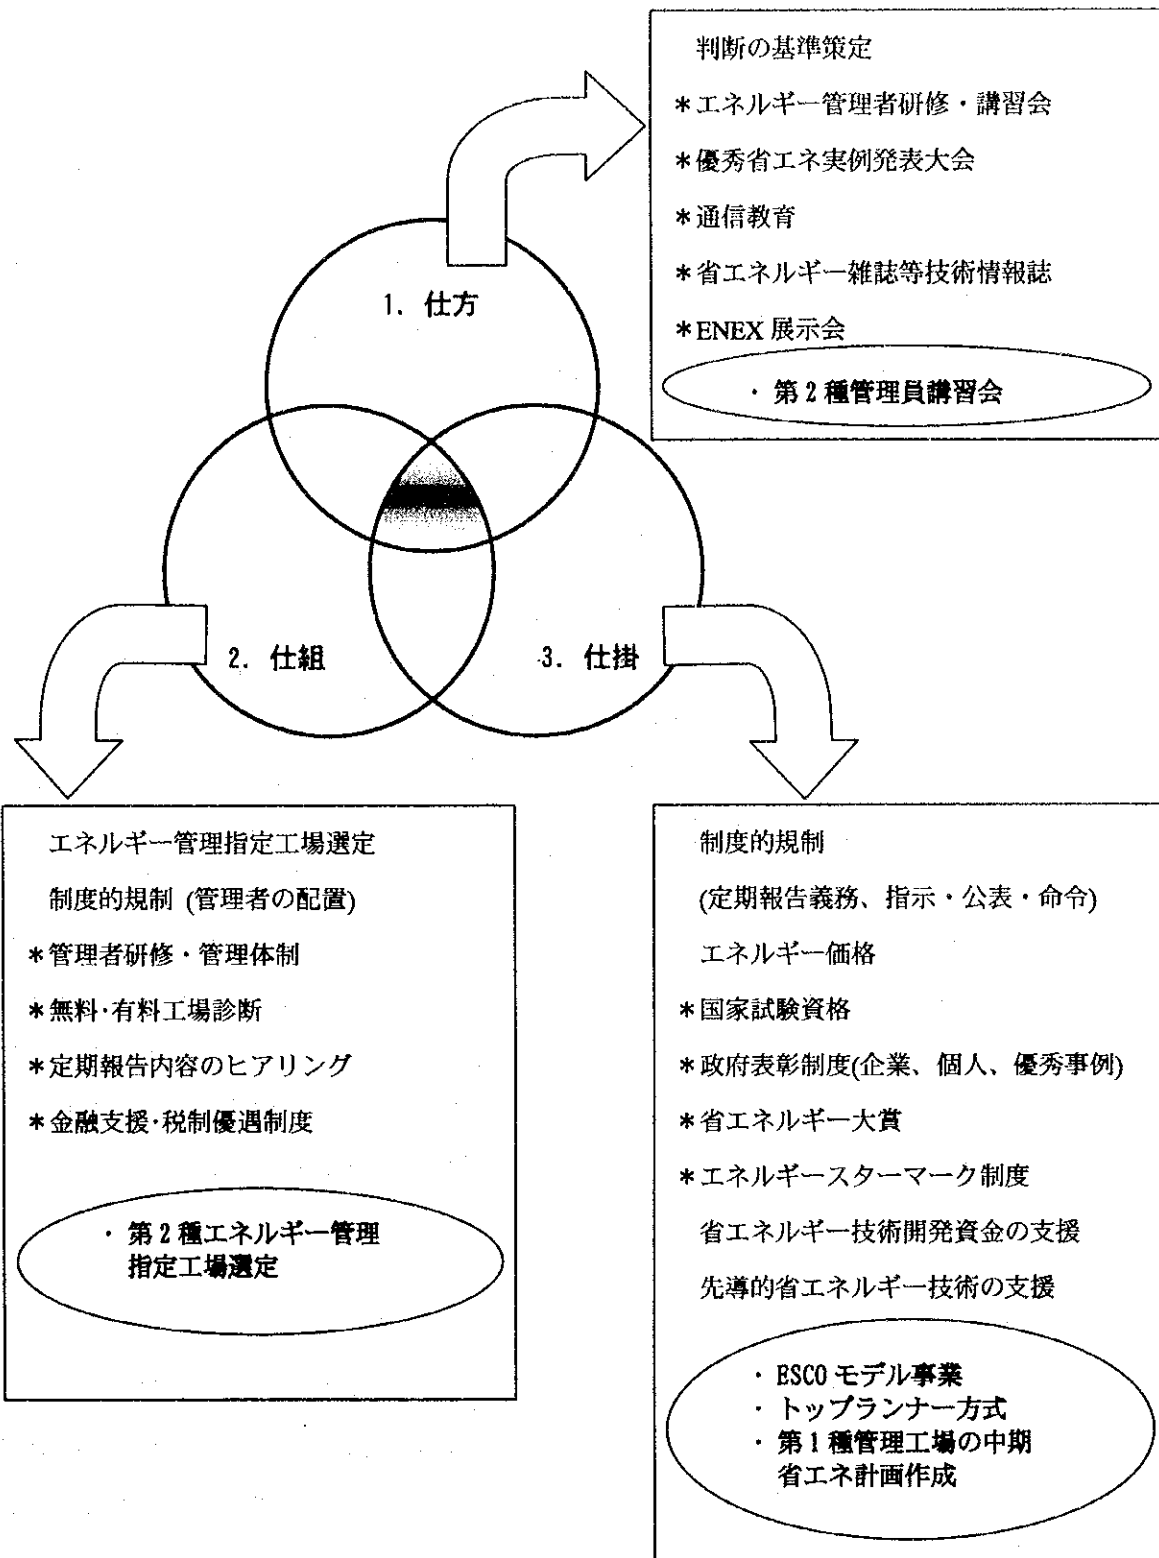 判断の基準策定
*エネルギー管理者研修・講習会
*優秀省エネ実例発表大会
*通信教育
*省エネルギー雑誌等技術情報誌
*ENEX 展示会
・第2種管理員講習会
1. 仕方
2. 仕組
3. 仕掛
エネルギー管理指定工場選定
制度的規制 (管理者の配置)
*管理者研修・管理体制
*無料・有料工場診断
*定期報告内容のヒアリング
*金融支援・税制優遇制度
・第2種エネルギー管理
指定工場選定
制度的規制
(定期報告義務、指示・公表・命令)
エネルギー価格
*国家試験資格
*政府表彰制度(企業、個人、優秀事例)
*省エネルギー大賞
*エネルギースターマーク制度
省エネルギー技術開発資金の支援
先導的省エネルギー技術の支援
・ESCO モデル事業
・トップランナー方式
・第1種管理工場の中期
省エネ計画作成